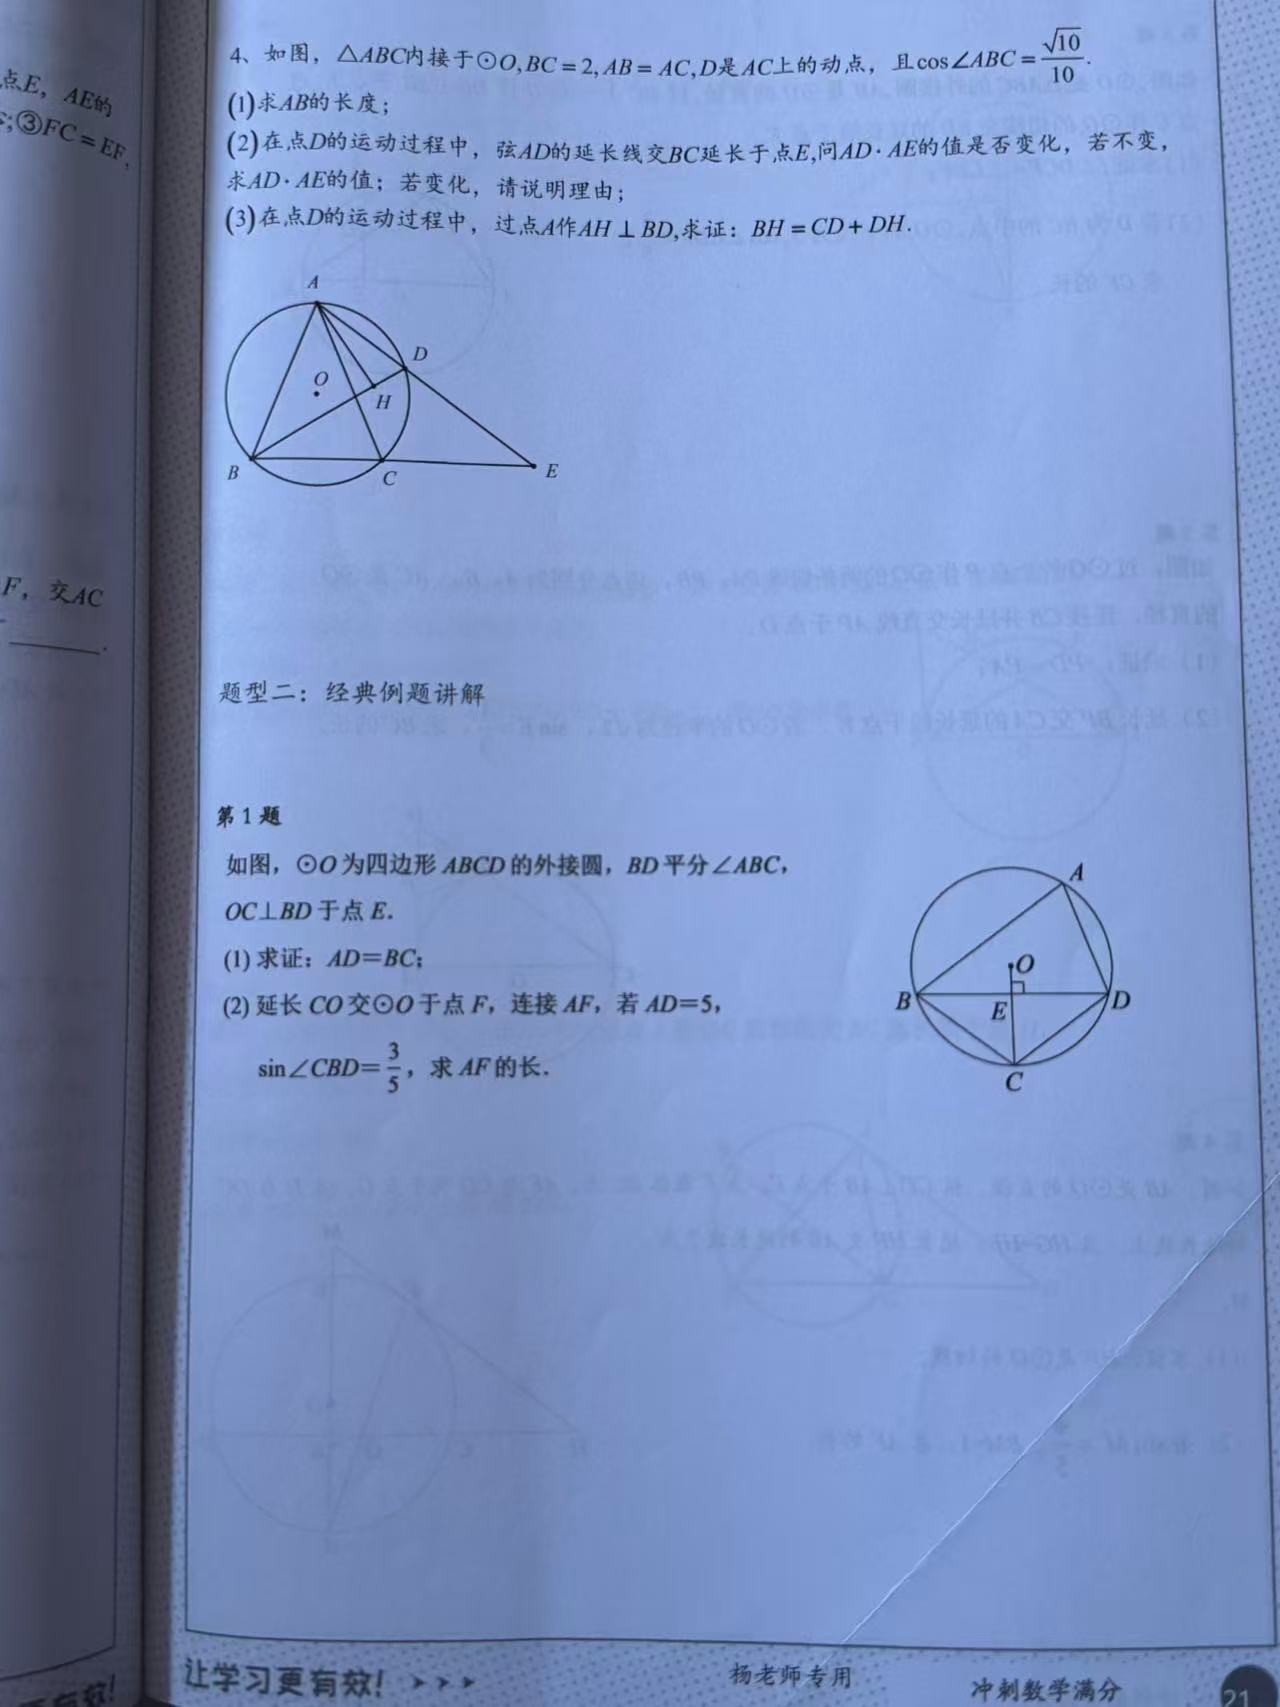 点E，AE的
;③FC=EF,
F，交AC
4、如图，△ABC内接于⊙O,BC=2,AB=AC,D是AC上的动点，且cos∠ABC=√10/10.
(1)求AB的长度；
(2)在点D的运动过程中，弦AD的延长线交BC延长于点E,问AD·AE的值是否变化，若不变，
求AD·AE的值；若变化，请说明理由；
(3)在点D的运动过程中，过点A作AH⊥BD,求证：BH=CD+DH.
A
D
O
H
B
C
E
题型二：经典例题讲解
第1题
如图，⊙O为四边形ABCD的外接圆，BD平分∠ABC，
OC⊥BD于点E.
(1) 求证：AD=BC;
(2) 延长CO交⊙O于点F，连接AF，若AD=5，
sin∠CBD=3/5，求AF的长.
A
O
B
E
D
C
让学习更有效!
杨老师专用
冲刺数学满分
21
有效!